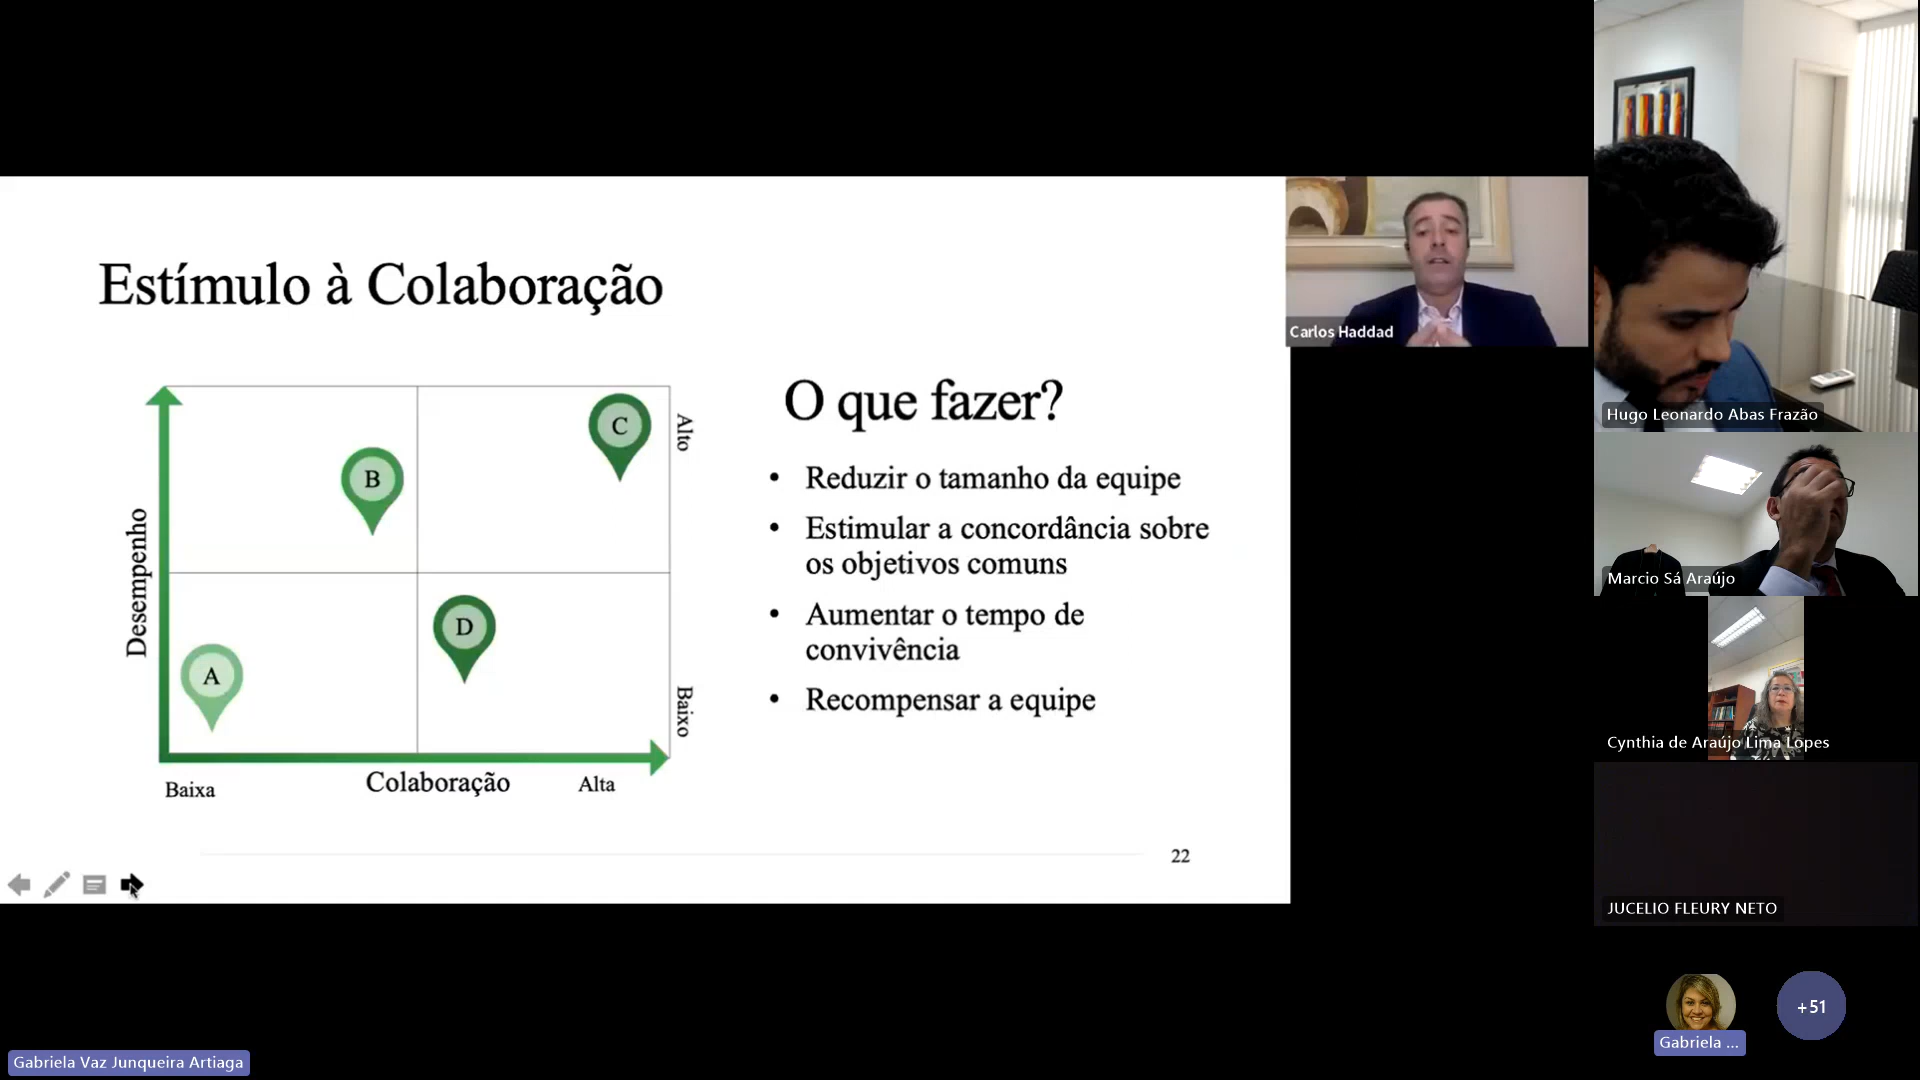 Estímulo à Colaboração
Desempenho
Alto
Baixo
A
B
C
D
Baixa
Colaboração
Alta
O que fazer?
• Reduzir o tamanho da equipe
• Estimular a concordância sobre
os objetivos comuns
• Aumentar o tempo de
convivência
• Recompensar a equipe
22
Carlos Haddad
Hugo Leonardo Abas Frazão
Marcio Sá Araújo
Cynthia de Araújo Lima Lopes
JUCELIO FLEURY NETO
Gabriela ...
+51
Gabriela Vaz Junqueira Artiaga